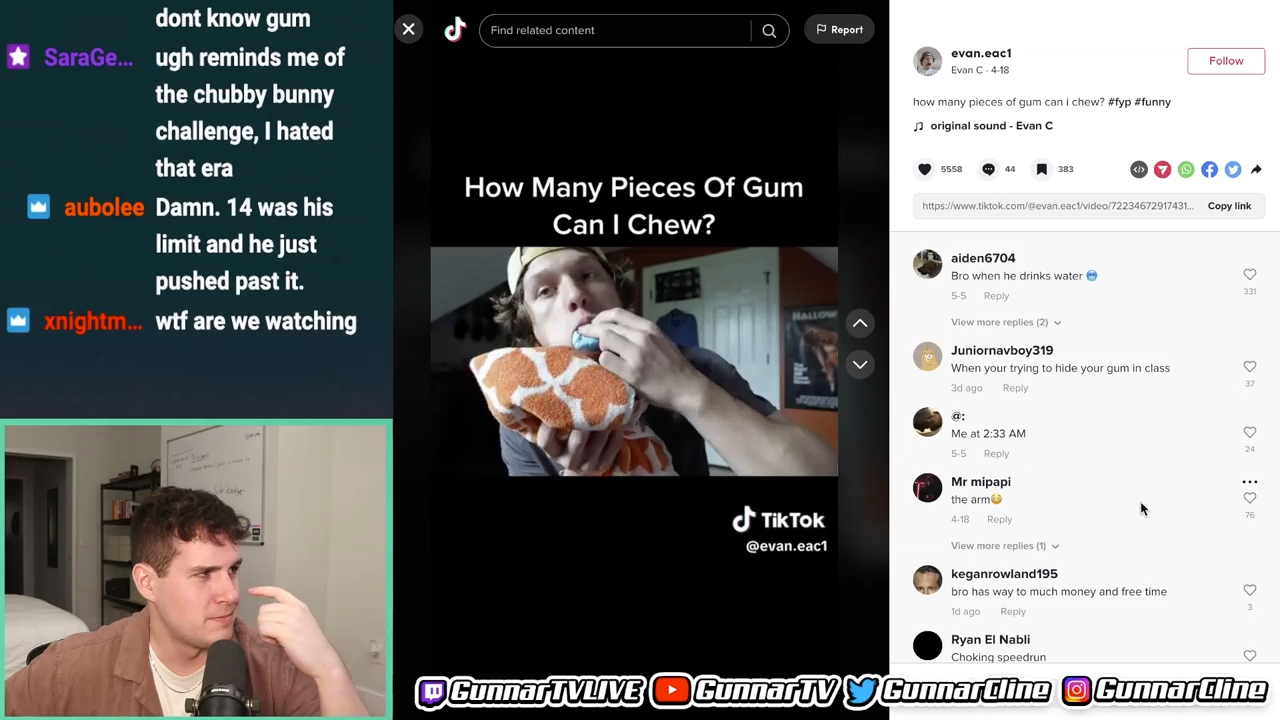 dont know gum
SaraGe... ugh reminds me of
the chubby bunny
challenge, I hated
that era
aubolee Damn. 14 was his
limit and he just
pushed past it.
xnightm... wtf are we watching
Find related content
Report
How Many Pieces Of Gum
Can I Chew?
TikTok
@evan.eac1
evan.eac1
Evan C · 4-18
Follow
how many pieces of gum can i chew? #fyp #funny
original sound - Evan C
5558
44
383
https://www.tiktok.com/@evan.eac1/video/72234672917431...
Copy link
aiden6704
Bro when he drinks water 🥶
5-5 Reply
331
View more replies (2)
Juniornavboy319
When your trying to hide your gum in class
3d ago Reply
37
@:
Me at 2:33 AM
5-5 Reply
24
Mr mipapi
the arm😳
4-18 Reply
76
View more replies (1)
keganrowland195
bro has way to much money and free time
1d ago Reply
3
Ryan El Nabli
Choking speedrun
GunnarTVLIVE GunnarTV GunnarCline GunnarCline